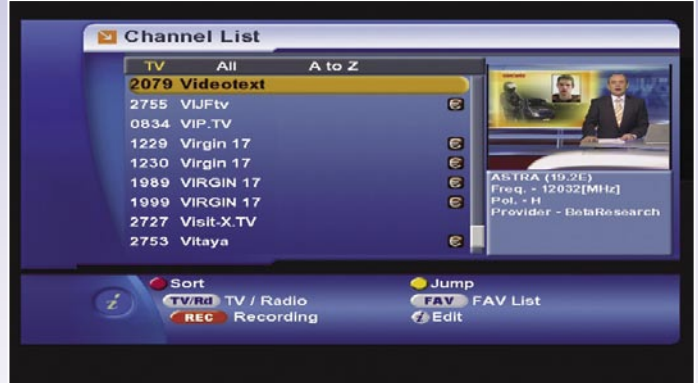 Channel List
TV All A to Z
2079 Videotext
2755 VIJFtv
0834 VIP.TV
1229 Virgin 17
1230 Virgin 17
1989 VIRGIN 17
1999 VIRGIN 17
2727 Visit-X.TV
2753 Vitaya
ASTRA (19.2E)
Freq. - 12032[MHz]
Pol. - H
Provider - BetaResearch
Sort
Jump
TV/Rd TV / Radio
FAV FAV List
REC Recording
i Edit
i